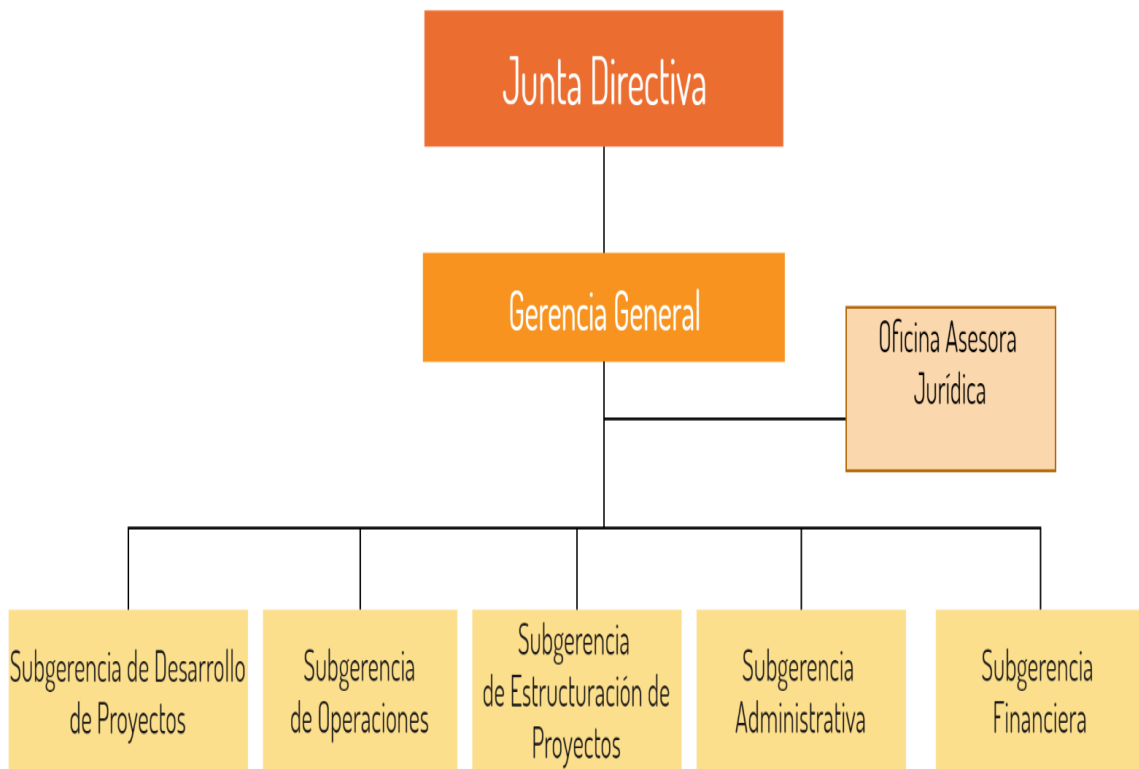 Junta Directiva
Gerencia General
Oficina Asesora
Jurídica
Subgerencia de Desarrollo
de Proyectos
Subgerencia
de Operaciones
Subgerencia
de Estructuración de
Proyectos
Subgerencia
Administrativa
Subgerencia
Financiera